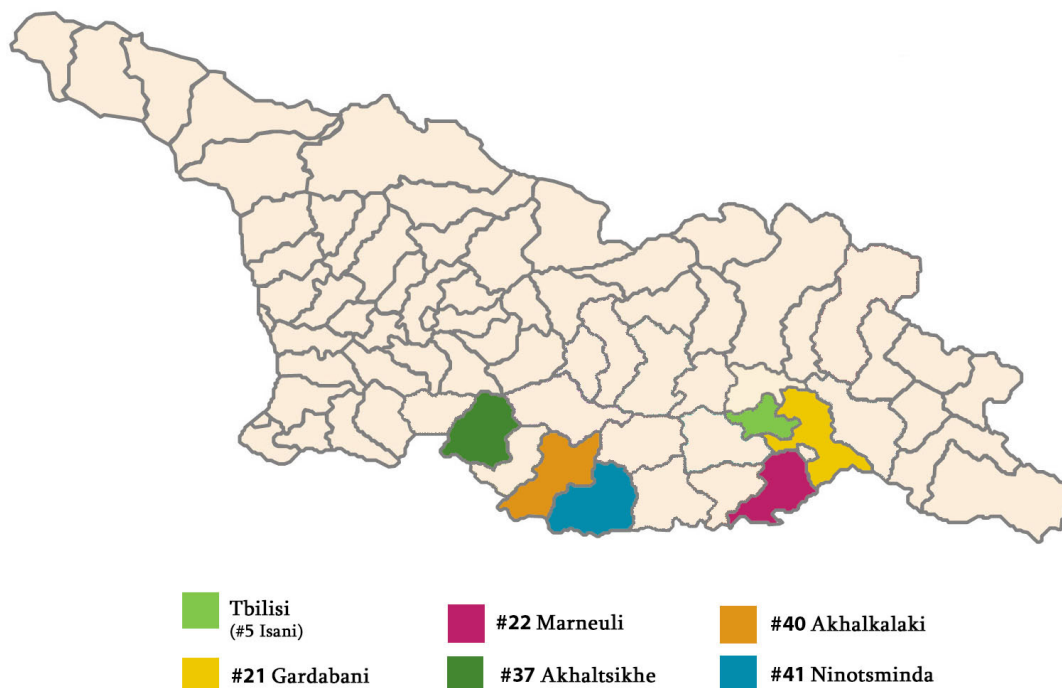 Tbilisi
(#5 Isani)
#22 Marneuli
#40 Akhalkalaki
#21 Gardabani
#37 Akhaltsikhe
#41 Ninotsminda